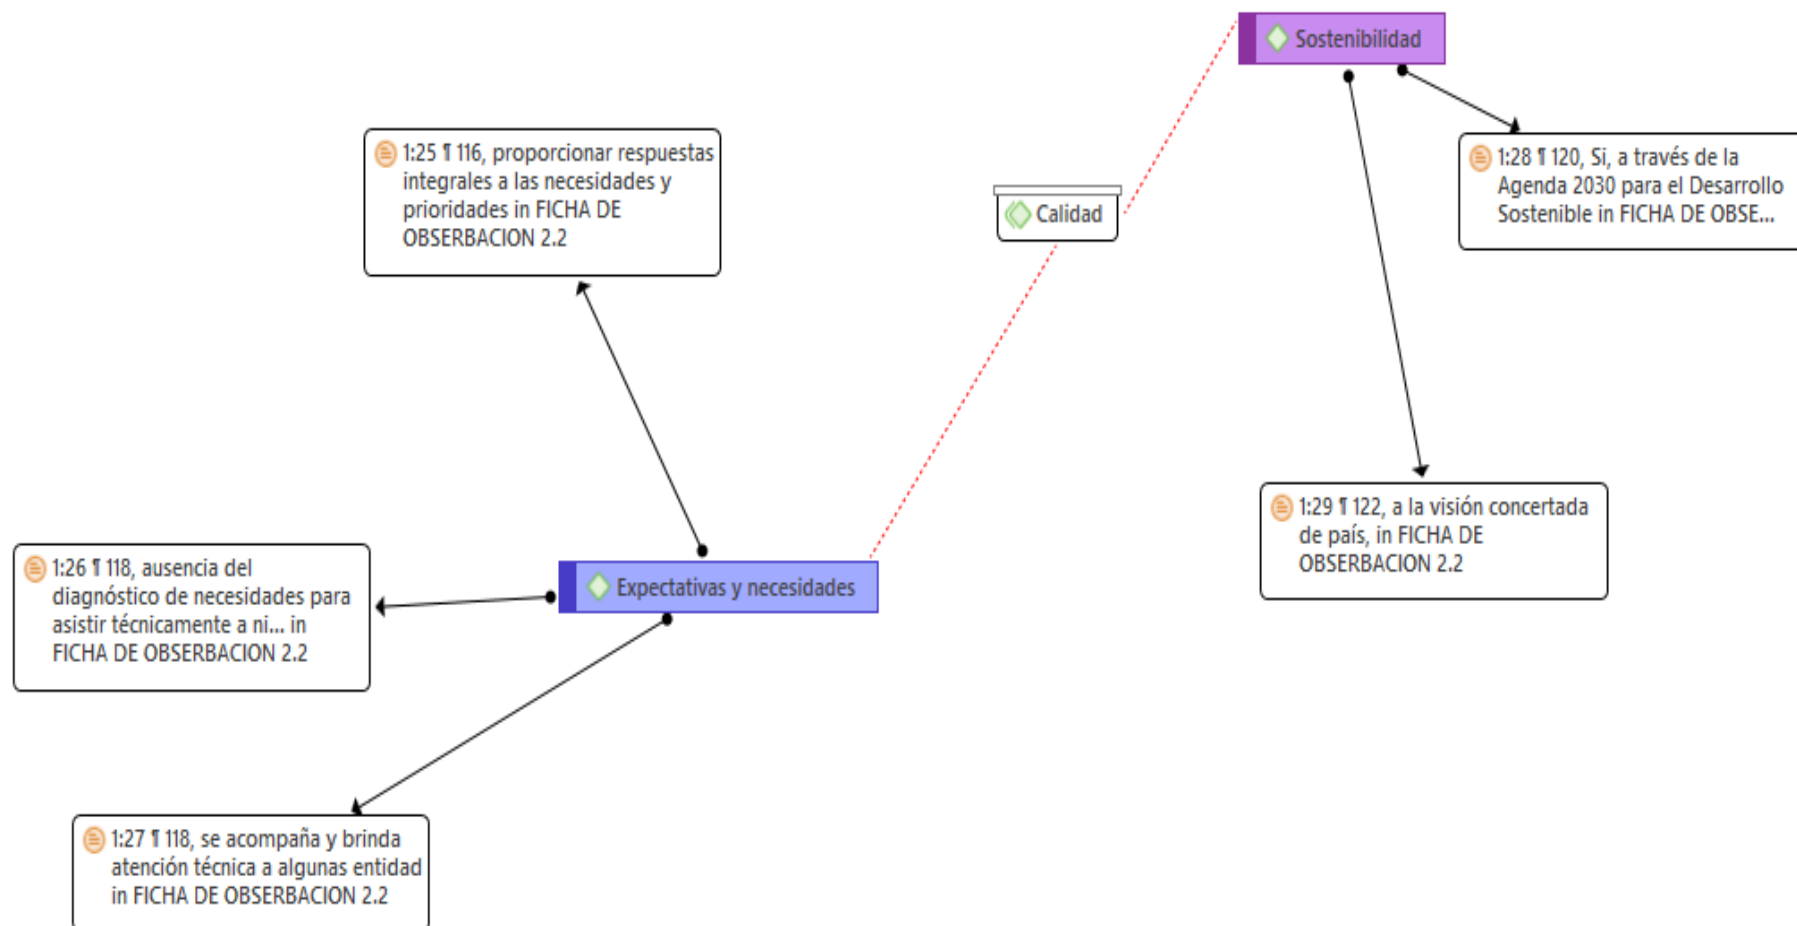 Sostenibilidad
1:25 ¶ 116, proporcionar respuestas
integrales a las necesidades y
prioridades in FICHA DE
OBSERBACION 2.2
1:28 ¶ 120, Si, a través de la
Agenda 2030 para el Desarrollo
Sostenible in FICHA DE OBSE...
Calidad
1:29 ¶ 122, a la visión concertada
de país, in FICHA DE
OBSERBACION 2.2
1:26 ¶ 118, ausencia del
diagnóstico de necesidades para
asistir técnicamente a ni... in
FICHA DE OBSERBACION 2.2
Expectativas y necesidades
1:27 ¶ 118, se acompaña y brinda
atención técnica a algunas entidad
in FICHA DE OBSERBACION 2.2